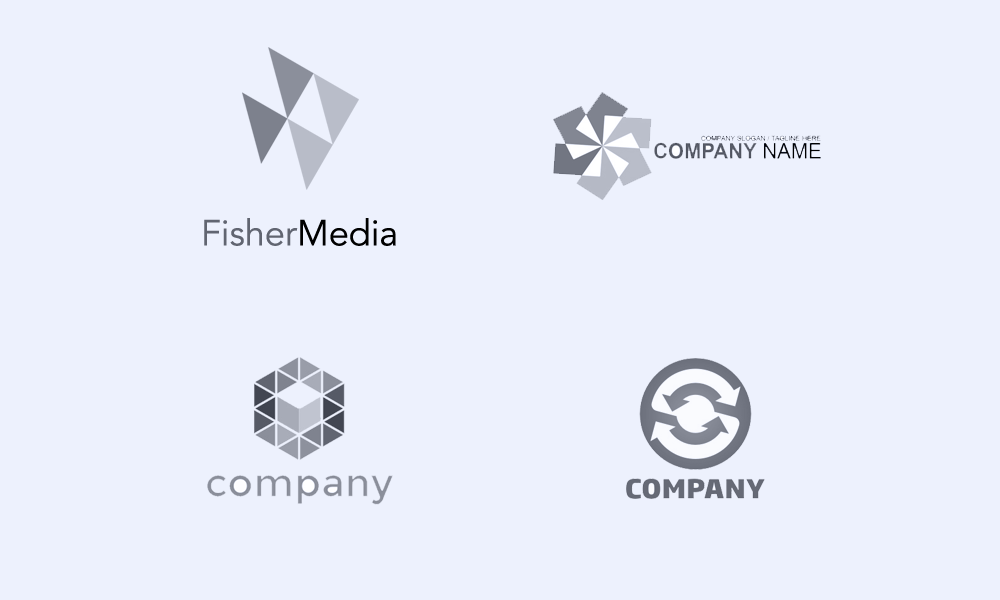 FisherMedia
COMPANY SLOGAN / TAGLINE HERE
COMPANY NAME
company
COMPANY